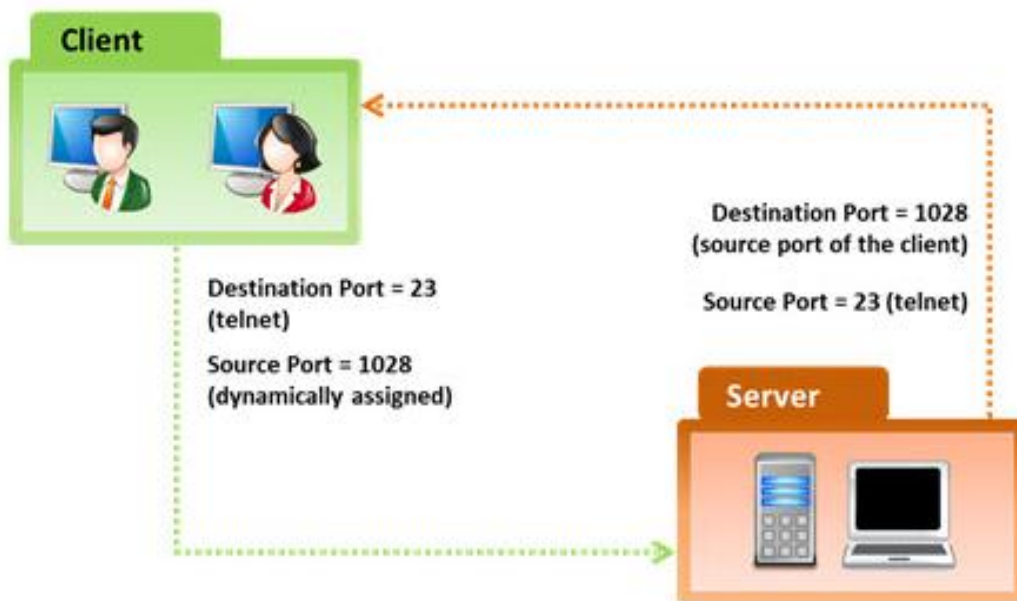 Client
Destination Port = 1028
(source port of the client)
Source Port = 23 (telnet)
Destination Port = 23
(telnet)
Source Port = 1028
(dynamically assigned)
Server